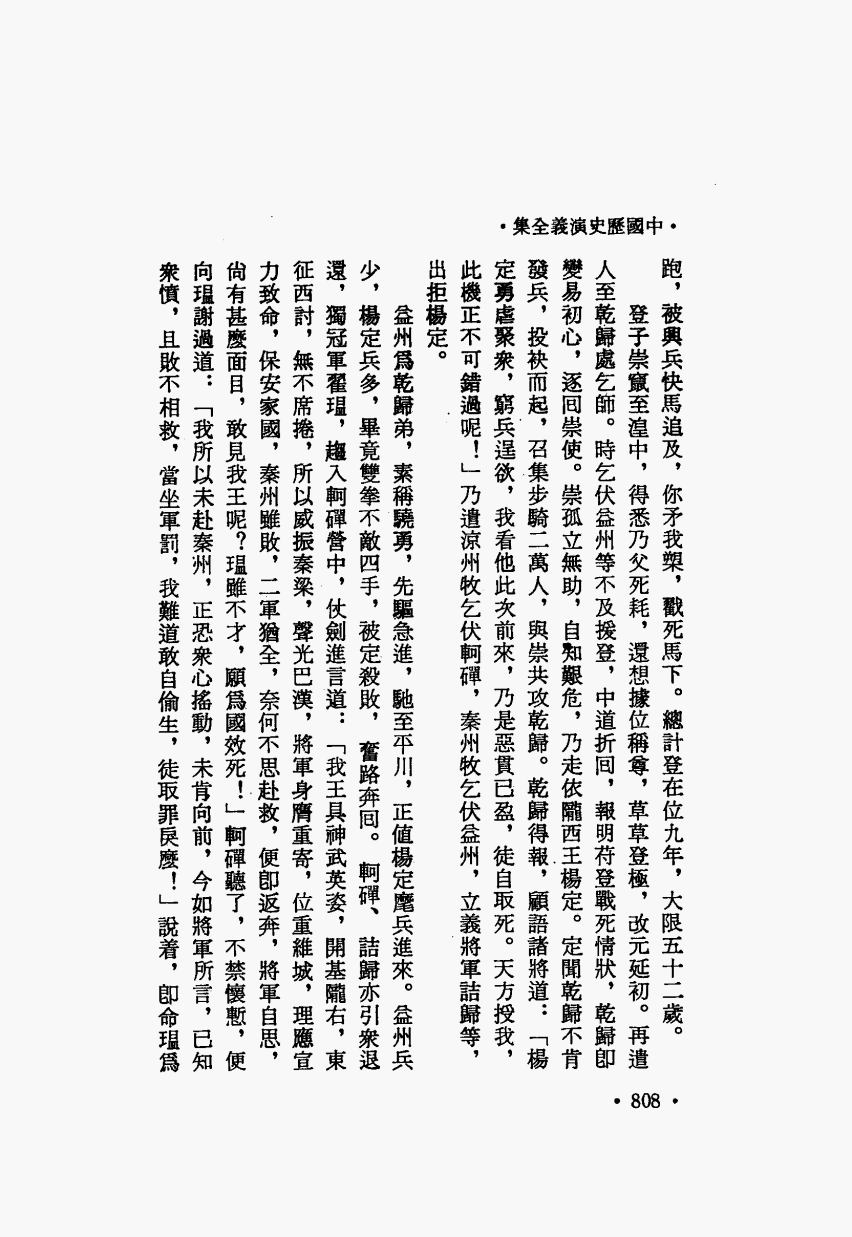 •中國歷史演義全集•
跑，被興兵快馬追及，你矛我槊，戳死馬下。總計登在位九年，大限五十二歲。
登子崇竄至湟中，得悉乃父死耗，還想據位稱尊，草草登極，改元延初。再遣
人至乾歸處乞師。時乞伏益州等不及援登，中道折回，報明苻登戰死情狀，乾歸卽
變易初心，逐回崇使。崇孤立無助，自知艱危，乃走依隴西王楊定。定聞乾歸不肯
發兵，投袂而起，召集步騎二萬人，與崇共攻乾歸。乾歸得報，顧語諸將道：「楊
定勇虐聚衆，窮兵逞欲，我看他此次前來，乃是惡貫已盈，徒自取死。天方授我，
此機正不可錯過呢！」乃遣涼州牧乞伏軻殫，秦州牧乞伏益州，立義將軍詰歸等，
出拒楊定。
益州爲乾歸弟，素稱驍勇，先驅急進，馳至平川，正值楊定麾兵進來。益州兵
少，楊定兵多，畢竟雙拳不敵四手，被定殺敗，奮路奔回。軻殫、詰歸亦引衆退
還，獨冠軍翟瑥，趨入軻殫營中，仗劍進言道：「我王具神武英姿，開基隴右，東
征西討，無不席捲，所以威振秦梁，聲光巴漢，將軍身膺重寄，位重維城，理應宣
力致命，保安家國，秦州雖敗，二軍猶全，奈何不思赴救，便卽返奔，將軍自思，
尚有甚麼面目，敢見我王呢？瑥雖不才，願爲國效死！」軻殫聽了，不禁懷慙，便
向瑥謝過道：「我所以未赴秦州，正恐衆心搖動，未肯向前，今如將軍所言，已知
衆憤，且敗不相救，當坐軍罰，我難道敢自偷生，徒取罪戾麼！」說着，卽命瑥爲
•808•